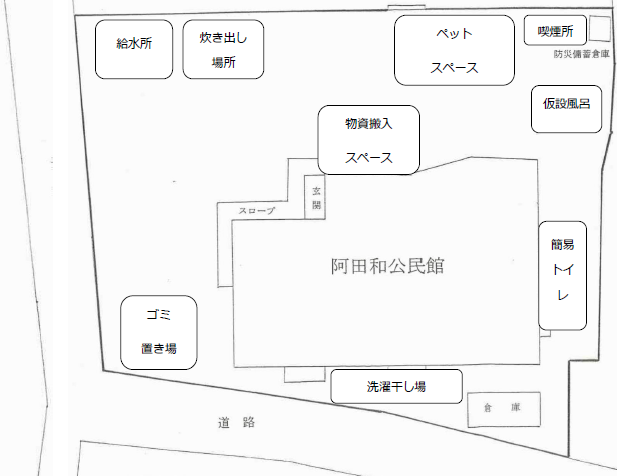 給水所
炊き出し
場所
ペット
スペース
喫煙所
防災備蓄倉庫
仮設風呂
物資搬入
スペース
玄関
スロープ
阿田和公民館
簡易
トイ
レ
ゴミ
置き場
洗濯干し場
倉庫
道路